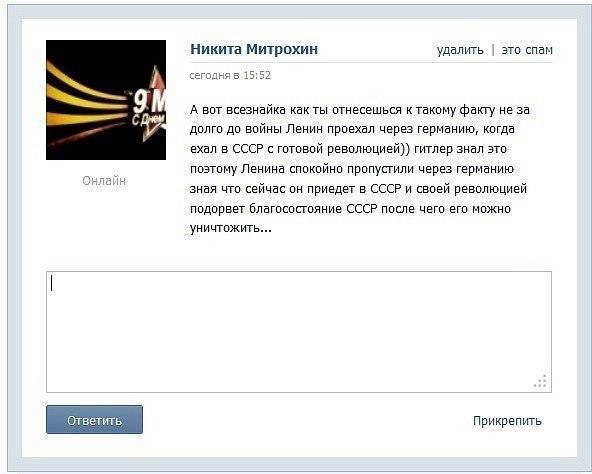 Никита Митрохин
удалить | это спам
сегодня в 15:52
9 М
С Днем
А вот всезнайка как ты отнесешься к такому факту не за
долго до войны Ленин проехал через германию, когда
ехал в СССР с готовой революцией)) гитлер знал это
поэтому Ленина спокойно пропустили через германию
зная что сейчас он приедет в СССР и своей революцией
подорвет благосостояние СССР после чего его можно
уничтожить...
Онлайн
Ответить
Прикрепить